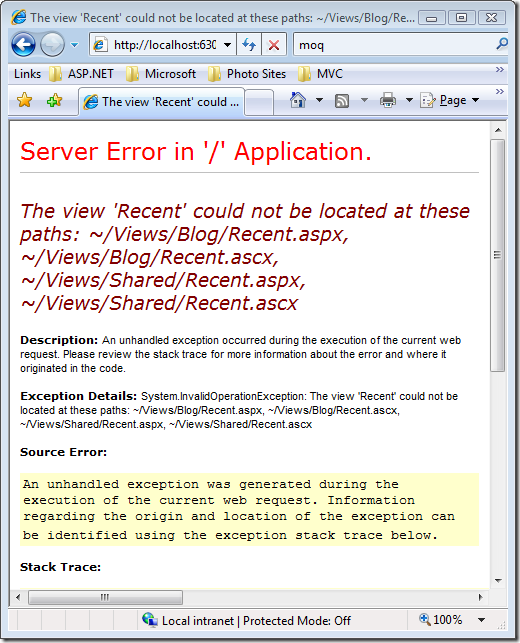 The view 'Recent' could not be located at these paths: ~/Views/Blog/Re...
http://localhost:630
moq
Links
ASP.NET
Microsoft
Photo Sites
MVC
The view 'Recent' could ...
Page
Server Error in '/' Application.
The view 'Recent' could not be located at these
paths: ~/Views/Blog/Recent.aspx,
~/Views/Blog/Recent.ascx,
~/Views/Shared/Recent.aspx,
~/Views/Shared/Recent.ascx
Description: An unhandled exception occurred during the execution of the current web
request. Please review the stack trace for more information about the error and where it
originated in the code.
Exception Details: System.InvalidOperationException: The view 'Recent' could not be
located at these paths: ~/Views/Blog/Recent.aspx, ~/Views/Blog/Recent.ascx,
~/Views/Shared/Recent.aspx, ~/Views/Shared/Recent.ascx
Source Error:
An unhandled exception was generated during the
execution of the current web request. Information
regarding the origin and location of the exception can
be identified using the exception stack trace below.
Stack Trace:
Local intranet | Protected Mode: Off
100%